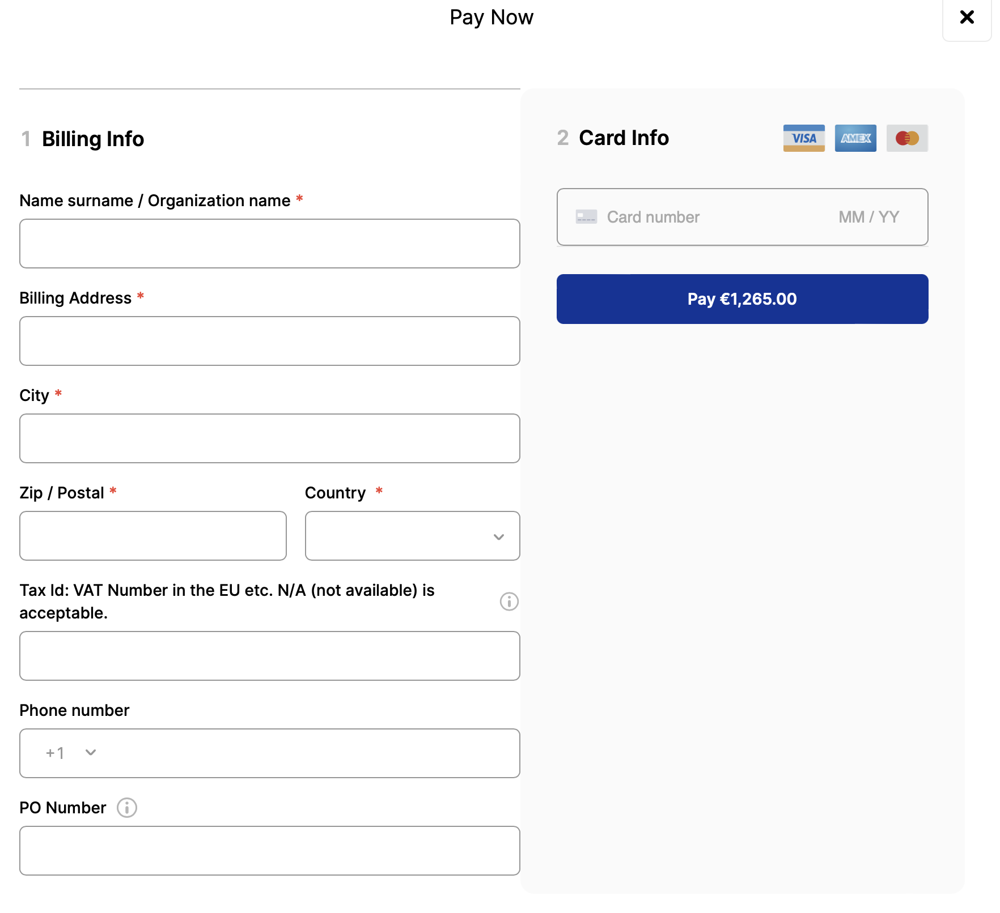 Pay Now
1 Billing Info
Name surname / Organization name *
Billing Address *
City *
Zip / Postal * Country *
Tax Id: VAT Number in the EU etc. N/A (not available) is
acceptable.
Phone number
+1
PO Number
2 Card Info VISA AMEX
Card number MM / YY
Pay €1,265.00